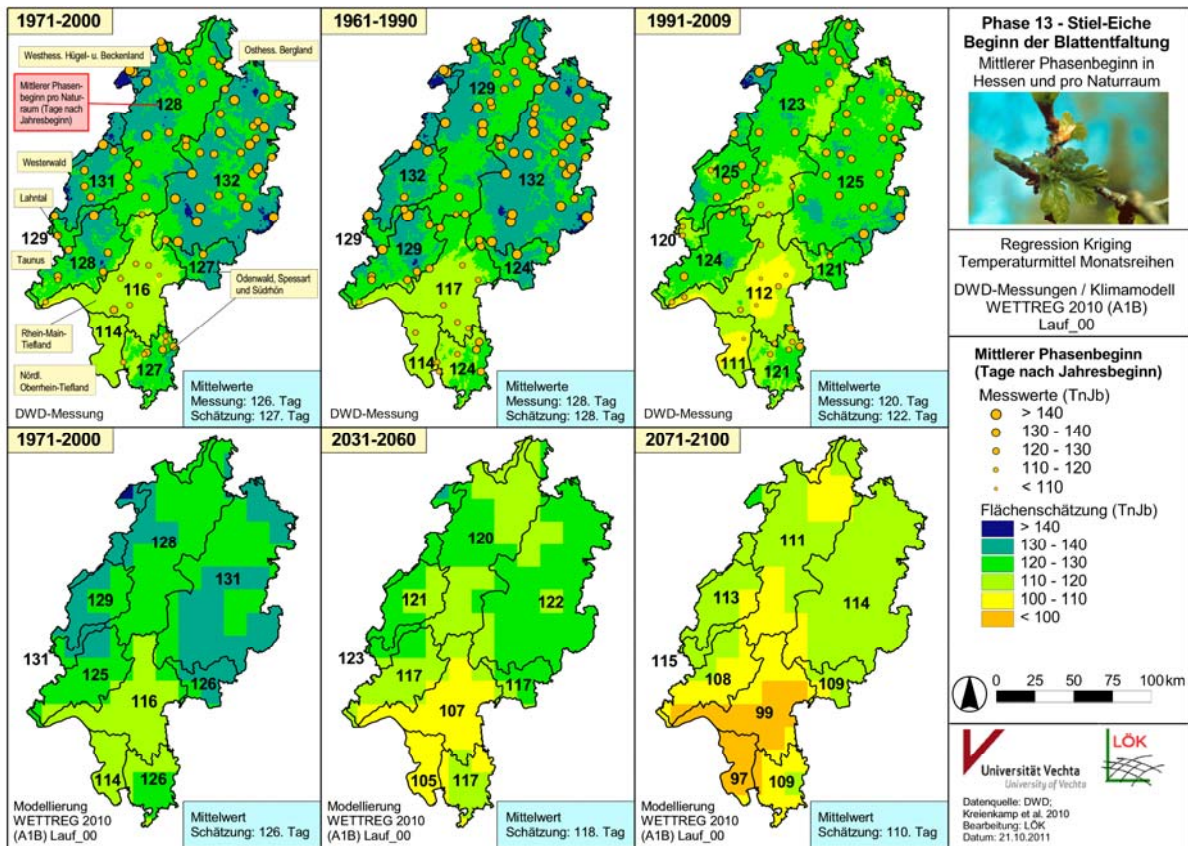 1971-2000
Westhess. Hügel- u. Beckenland
Osthess. Bergland
Mittlerer Phasen-
beginn pro Natur-
raum (Tage nach
Jahresbeginn)
128
Westerwald
131
132
Lahntal
129
Taunus
128
127
116
Odenwald, Spessart
und Südrhön
Rhein-Main-
Tiefland
114
127
Nördl.
Oberrhein-Tiefland
DWD-Messung
Mittelwerte
Messung: 126. Tag
Schätzung: 127. Tag
1961-1990
129
132
132
129
129
124
117
114
124
DWD-Messung
Mittelwerte
Messung: 128. Tag
Schätzung: 128. Tag
1991-2009
123
125
125
120
124
121
112
111
121
DWD-Messung
Mittelwerte
Messung: 120. Tag
Schätzung: 122. Tag
1971-2000
128
129
131
131
125
126
116
114
126
Modellierung
WETTREG 2010
(A1B) Lauf_00
Mittelwert
Schätzung: 126. Tag
2031-2060
120
121
122
123
117
117
107
105
117
Modellierung
WETTREG 2010
(A1B) Lauf_00
Mittelwert
Schätzung: 118. Tag
2071-2100
111
113
114
115
108
109
99
97
109
Modellierung
WETTREG 2010
(A1B) Lauf_00
Mittelwert
Schätzung: 110. Tag
Phase 13 - Stiel-Eiche
Beginn der Blattentfaltung
Mittlerer Phasenbeginn in
Hessen und pro Naturraum
Regression Kriging
Temperaturmittel Monatsreihen
DWD-Messungen / Klimamodell
WETTREG 2010 (A1B)
Lauf_00
Mittlerer Phasenbeginn
(Tage nach Jahresbeginn)
Messwerte (TnJb)
> 140
130 - 140
120 - 130
110 - 120
< 110
Flächenschätzung (TnJb)
> 140
130 - 140
120 - 130
110 - 120
100 - 110
< 100
0 25 50 75 100 km
Universität Vechta
University of Vechta
LÖK
Datenquelle: DWD;
Kreienkamp et al. 2010
Bearbeitung: LÖK
Datum: 21.10.2011